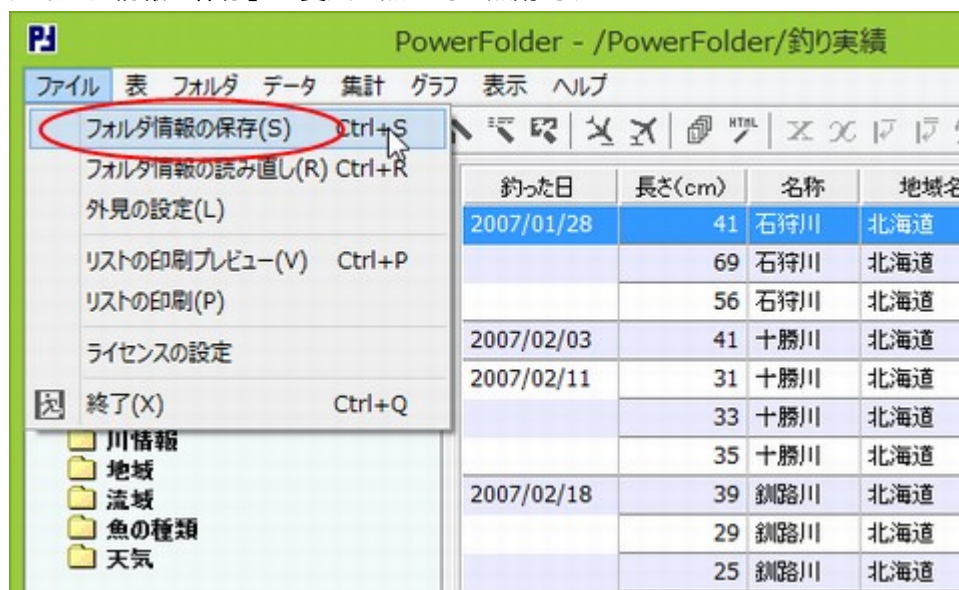 PowerFolder - /PowerFolder/釣り実績
ファイル 表 フォルダ データ 集計 グラフ 表示 ヘルプ
フォルダ情報の保存(S) Ctrl+S
フォルダ情報の読み直し(R) Ctrl+R
外見の設定(L)
リストの印刷プレビュー(V) Ctrl+P
リストの印刷(P)
ライセンスの設定
終了(X) Ctrl+Q
川情報
地域
流域
魚の種類
天気
HTML
釣った日 長さ(cm) 名称 地域名
2007/01/28 41 石狩川 北海道
69 石狩川 北海道
56 石狩川 北海道
2007/02/03 41 十勝川 北海道
2007/02/11 31 十勝川 北海道
33 十勝川 北海道
35 十勝川 北海道
2007/02/18 39 釧路川 北海道
29 釧路川 北海道
25 釧路川 北海道